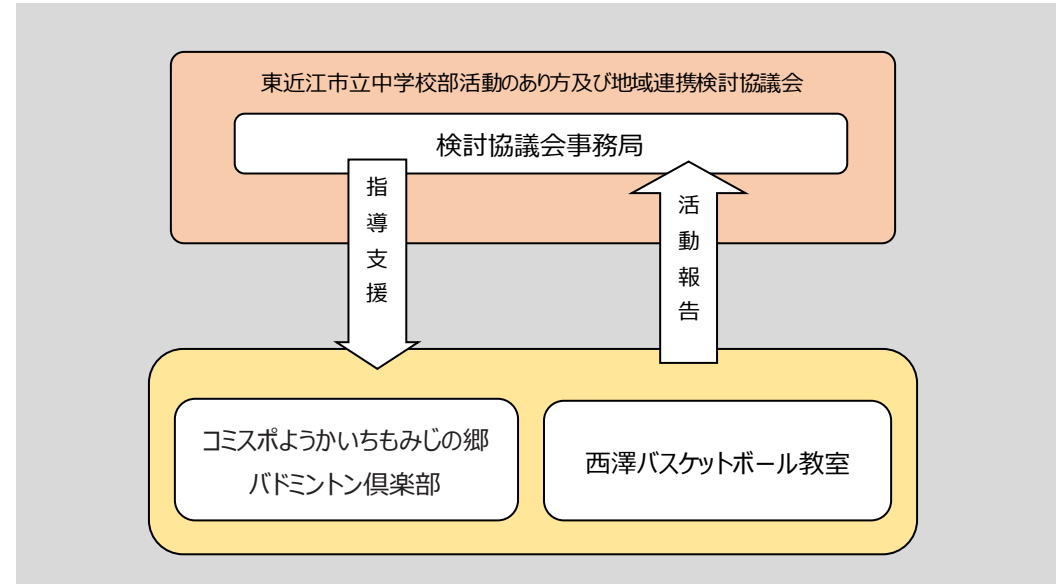 東近江市立中学校部活動のあり方及び地域連携検討協議会
検討協議会事務局
指導支援
活動報告
コミスポようかいちもみじの郷
バドミントン倶楽部
西澤バスケットボール教室